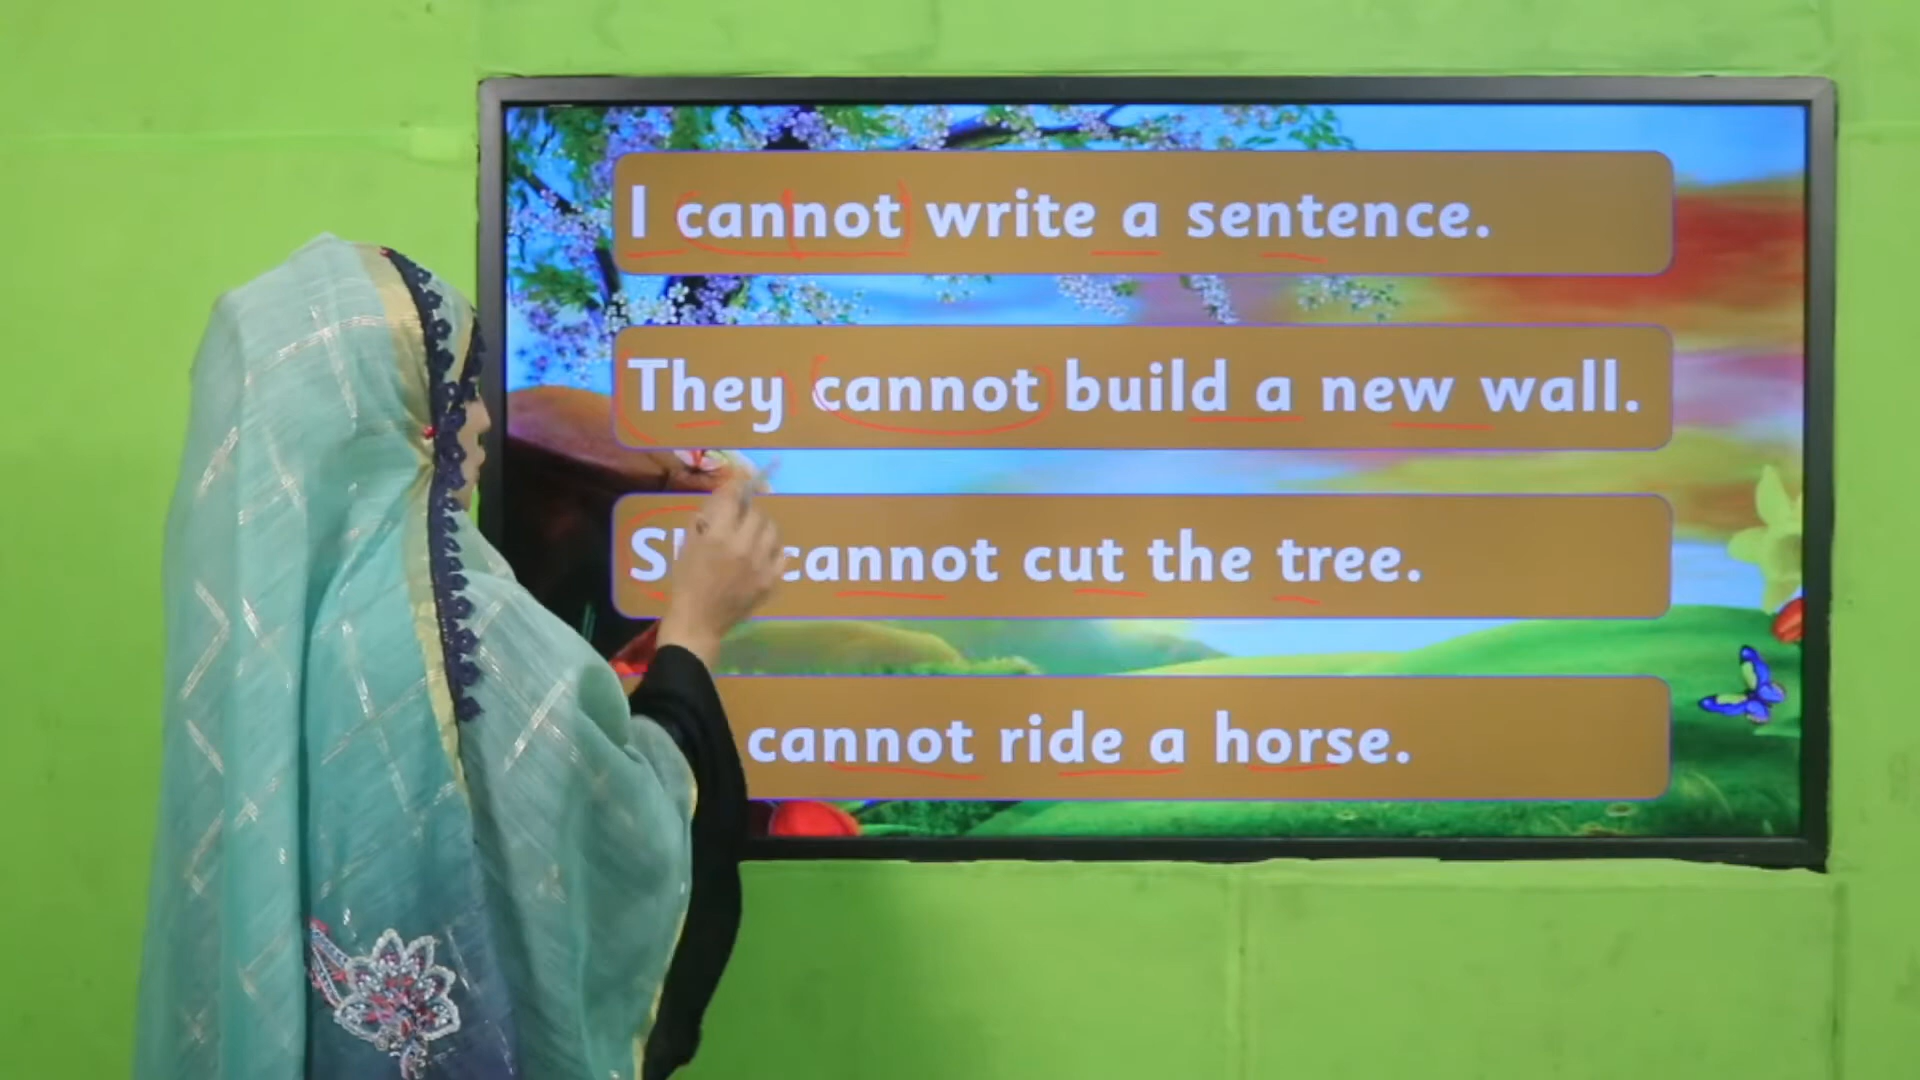 I cannot write a sentence.
They cannot build a new wall.
cannot cut the tree.
cannot ride a horse.